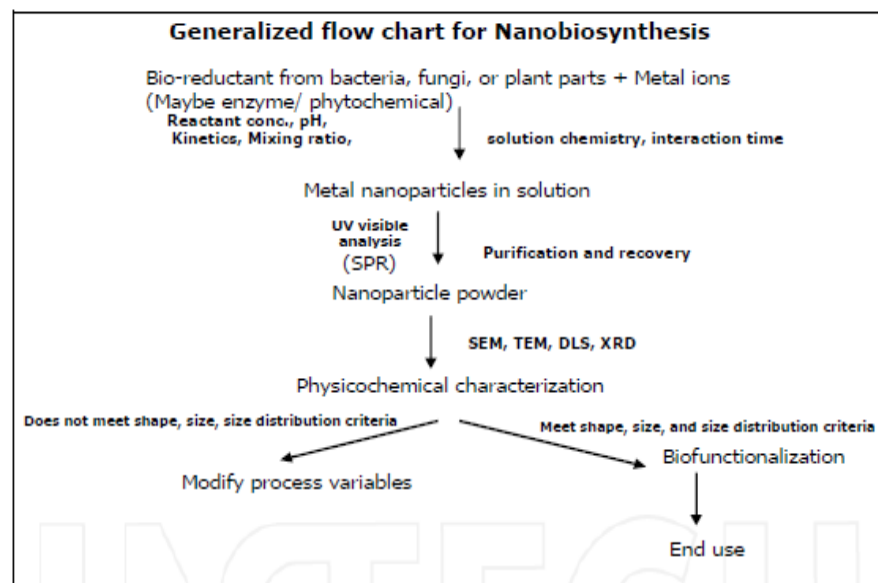 Generalized flow chart for Nanobiosynthesis
Bio-reductant from bacteria, fungi, or plant parts + Metal ions
(Maybe enzyme/ phytochemical)
Reactant conc., pH,
Kinetics, Mixing ratio,
solution chemistry, interaction time
Metal nanoparticles in solution
UV visible
analysis
(SPR)
Purification and recovery
Nanoparticle powder
SEM, TEM, DLS, XRD
Physicochemical characterization
Does not meet shape, size, size distribution criteria
Meet shape, size, and size distribution criteria
Modify process variables
Biofunctionalization
End use
INTECH